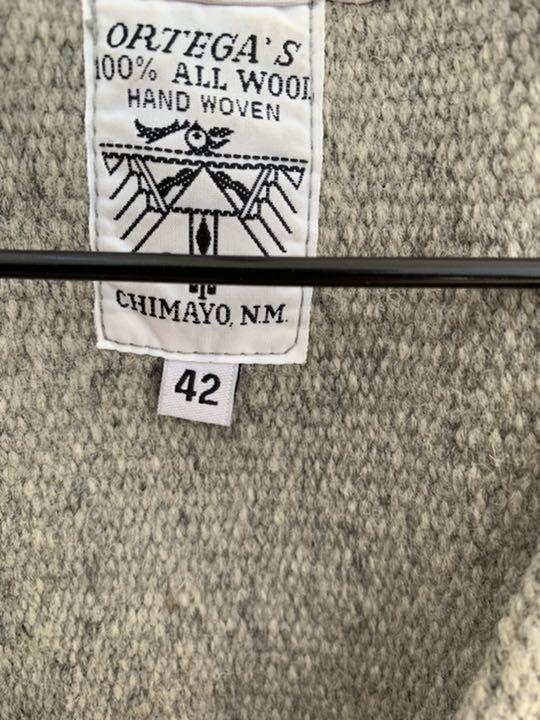 ORTEGA'S
100% ALL WOOL
HAND WOVEN
CHIMAYO, N.M.
42